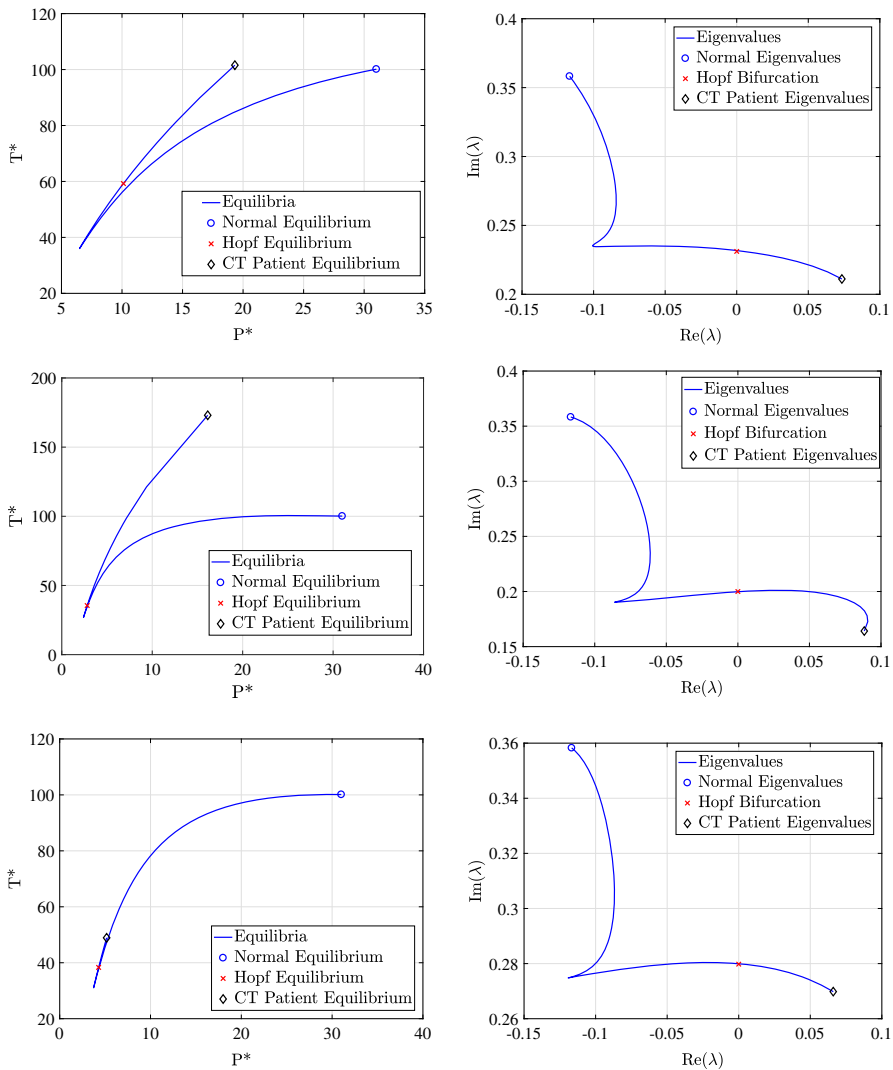 120
100
80
60
40
20
T*
5
10
15
20
25
30
35
P*
Equilibria
Normal Equilibrium
Hopf Equilibrium
CT Patient Equilibrium
0.4
0.35
0.3
0.25
0.2
Im(λ)
-0.15
-0.1
-0.05
0
0.05
0.1
Re(λ)
Eigenvalues
Normal Eigenvalues
Hopf Bifurcation
CT Patient Eigenvalues
200
150
100
50
0
T*
0
10
20
30
40
P*
Equilibria
Normal Equilibrium
Hopf Equilibrium
CT Patient Equilibrium
0.4
0.35
0.3
0.25
0.2
0.15
Im(λ)
-0.15
-0.1
-0.05
0
0.05
0.1
Re(λ)
Eigenvalues
Normal Eigenvalues
Hopf Bifurcation
CT Patient Eigenvalues
120
100
80
60
40
20
T*
0
10
20
30
40
P*
Equilibria
Normal Equilibrium
Hopf Equilibrium
CT Patient Equilibrium
0.36
0.34
0.32
0.3
0.28
0.26
Im(λ)
-0.15
-0.1
-0.05
0
0.05
0.1
Re(λ)
Eigenvalues
Normal Eigenvalues
Hopf Bifurcation
CT Patient Eigenvalues